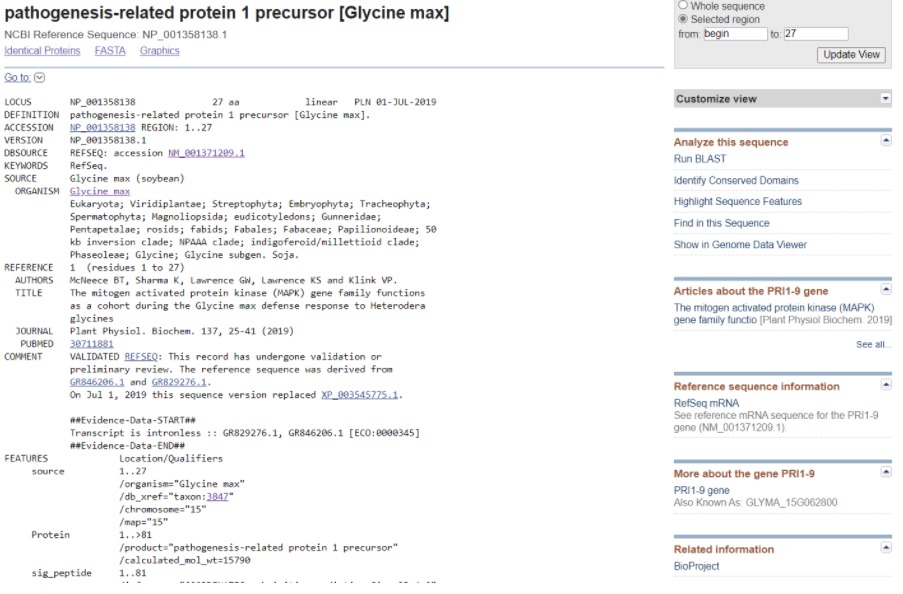 pathogenesis-related protein 1 precursor [Glycine max]
NCBI Reference Sequence: NP_001358138.1
Identical Proteins FASTA Graphics
Go to:
LOCUS NP_001358138 27 aa linear PLN 01-JUL-2019
DEFINITION pathogenesis-related protein 1 precursor [Glycine max].
ACCESSION NP_001358138 REGION: 1..27
VERSION NP_001358138.1
DBSOURCE REFSEQ: accession NM_001371209.1
KEYWORDS RefSeq.
SOURCE Glycine max (soybean)
ORGANISM Glycine max
Eukaryota; Viridiplantae; Streptophyta; Embryophyta; Tracheophyta;
Spermatophyta; Magnoliopsida; eudicotyledons; Gunneridae;
Pentapetalae; rosids; fabids; Fabales; Fabaceae; Papilionoideae; 50
kb inversion clade; NPAAA clade; indigoferoid/millettioid clade;
Phaseoleae; Glycine; Glycine subgen. Soja.
REFERENCE 1 (residues 1 to 27)
AUTHORS McNeece BT, Sharma K, Lawrence GW, Lawrence KS and Klink VP.
TITLE The mitogen activated protein kinase (MAPK) gene family functions
as a cohort during the Glycine max defense response to Heterodera
glycines
JOURNAL Plant Physiol. Biochem. 137, 25-41 (2019)
PUBMED 30711881
COMMENT VALIDATED REFSEQ: This record has undergone validation or
preliminary review. The reference sequence was derived from
GR846206.1 and GR829276.1.
On Jul 1, 2019 this sequence version replaced XP_003545775.1.
##Evidence-Data-START##
Transcript is intronless :: GR829276.1, GR846206.1 [ECO:0000345]
##Evidence-Data-END##
FEATURES Location/Qualifiers
source 1..27
/organism="Glycine max"
/db_xref="taxon:3847"
/chromosome="15"
/map="15"
Protein 1..>81
/product="pathogenesis-related protein 1 precursor"
/calculated_mol_wt=15790
sig_peptide 1..81
Whole sequence
Selected region
from: begin to: 27
Update View
Customize view
Analyze this sequence
Run BLAST
Identify Conserved Domains
Highlight Sequence Features
Find in this Sequence
Show in Genome Data Viewer
Articles about the PRI1-9 gene
The mitogen activated protein kinase (MAPK)
gene family functio [Plant Physiol Biochem. 2019]
See all...
Reference sequence information
RefSeq mRNA
See reference mRNA sequence for the PRI1-9
gene (NM_001371209.1).
More about the gene PRI1-9
PRI1-9 gene
Also Known As: GLYMA_15G062800
Related information
BioProject